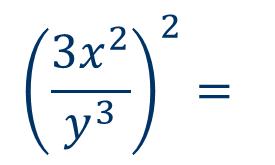 (3x²/y³)² =